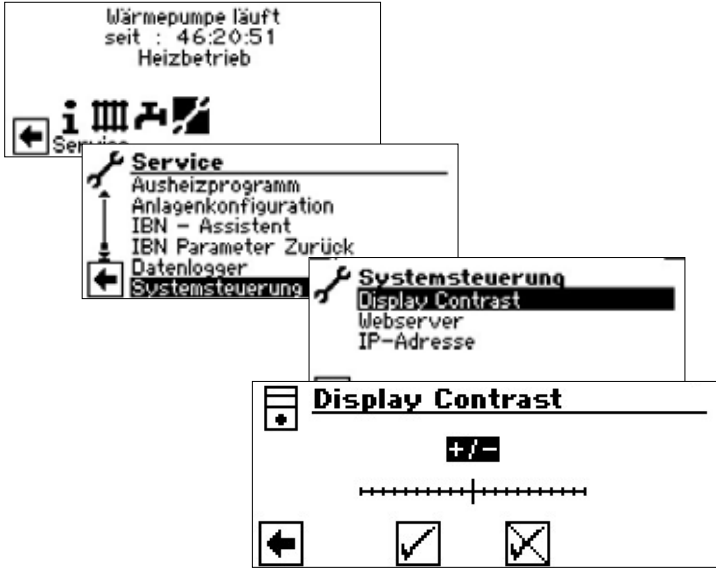 Wärmepumpe läuft
seit : 46:20:51
Heizbetrieb
Service
Service
Ausheizprogramm
Anlagenkonfiguration
IBN - Assistent
IBN Parameter Zurück
Datenlogger
Systemsteuerung
Systemsteuerung
Display Contrast
Webserver
IP-Adresse
Display Contrast
+/-